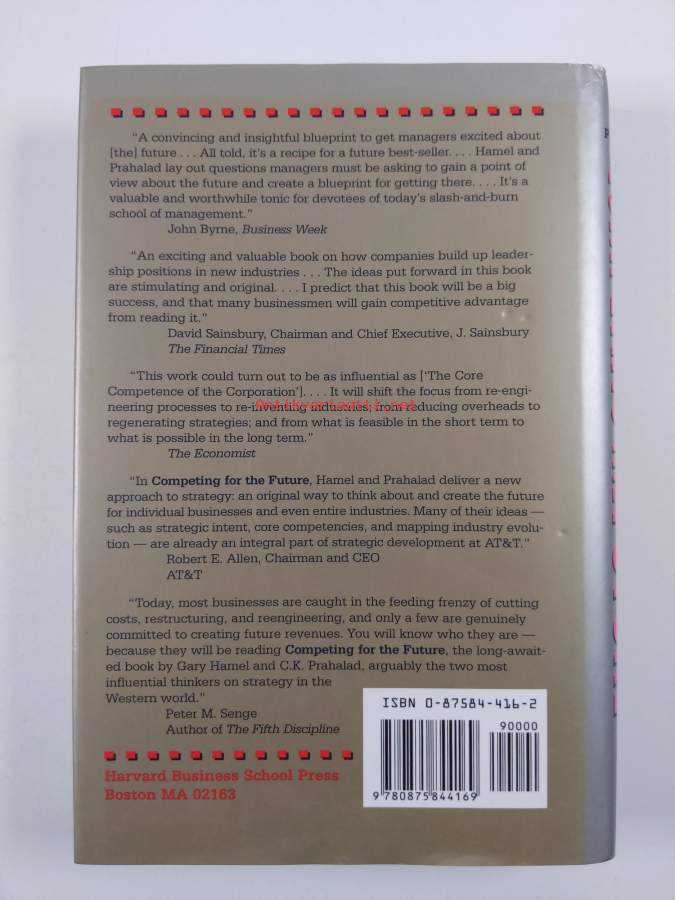 “A convincing and insightful blueprint to get managers excited about
[the] future . . . All told, it’s a recipe for a future best-seller. . . . Hamel and
Prahalad lay out questions managers must be asking to gain a point of
view about the future and create a blueprint for getting there. . . . It’s a
valuable and worthwhile tonic for devotees of today’s slash-and-burn
school of management.”
John Byrne, Business Week
“An exciting and valuable book on how companies build up leader-
ship positions in new industries . . . The ideas put forward in this book
are stimulating and original. . . . I predict that this book will be a big
success, and that many businessmen will gain competitive advantage
from reading it.”
David Sainsbury, Chairman and Chief Executive, J. Sainsbury
The Financial Times
“This work could turn out to be as influential as [‘The Core
Competence of the Corporation’]. . . . It will shift the focus from re-engi-
neering processes to re-inventing industries; from reducing overheads to
Antikvariaatti.net
regenerating strategies; and from what is feasible in the short term to
what is possible in the long term.”
The Economist
“In Competing for the Future, Hamel and Prahalad deliver a new
approach to strategy: an original way to think about and create the future
for individual businesses and even entire industries. Many of their ideas —
such as strategic intent, core competencies, and mapping industry evolu-
tion — are already an integral part of strategic development at AT&T.”
Robert E. Allen, Chairman and CEO
AT&T
“Today, most businesses are caught in the feeding frenzy of cutting
costs, restructuring, and reengineering, and only a few are genuinely
committed to creating future revenues. You will know who they are —
because they will be reading Competing for the Future, the long-await-
ed book by Gary Hamel and C.K. Prahalad, arguably the two most
influential thinkers on strategy in the
Western world.”
Peter M. Senge
Author of The Fifth Discipline
Harvard Business School Press
Boston MA 02163
ISBN 0-87584-416-2
90000
9 780875 844169